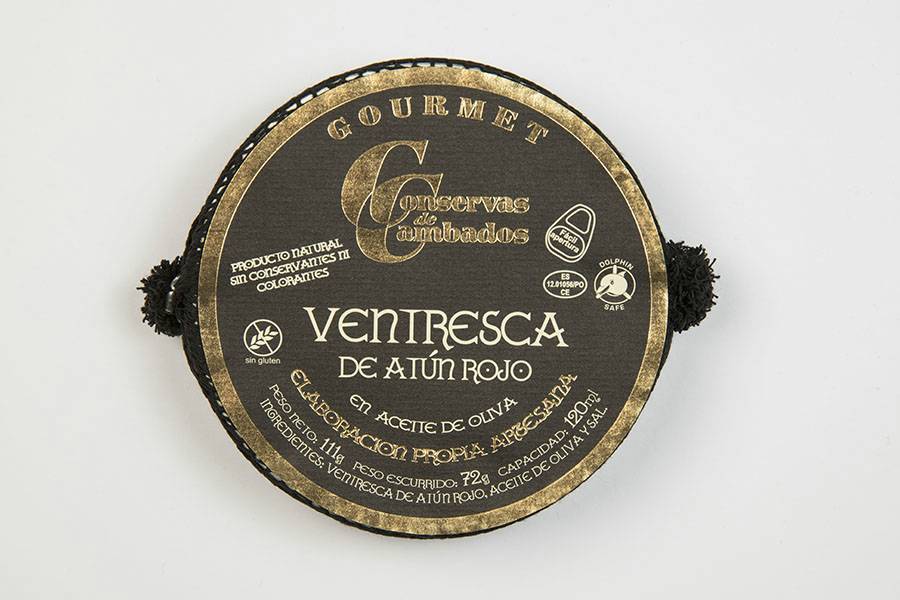 GOURMET
Conservas
de
Cambados
Fácil
apertura
PRODUCTO NATURAL
SIN CONSERVANTES NI
COLORANTES
ES
12.01056/PO
CE
DOLPHIN
SAFE
VENTRESCA
DE ATÚN ROJO
sin gluten
EN ACEITE DE OLIVA
ELABORACION PROPIA ARTESANA
PESO NETO: 111g PESO ESCURRIDO: 72g CAPACIDAD: 120ml
INGREDIENTES: VENTRESCA DE ATÚN ROJO, ACEITE DE OLIVA Y SAL